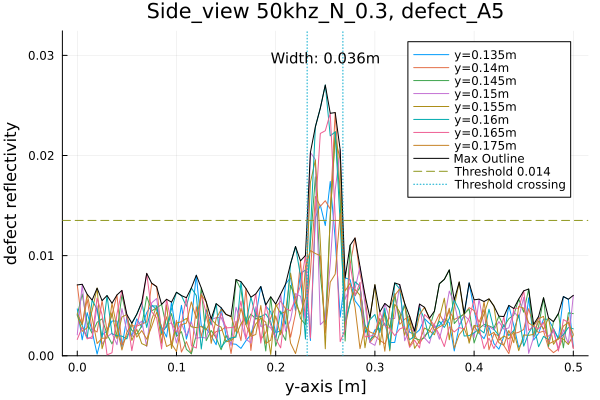 Side_view 50khz_N_0.3, defect_A5
Width: 0.036m
y=0.135m
y=0.14m
y=0.145m
y=0.15m
y=0.155m
y=0.16m
y=0.165m
y=0.175m
Max Outline
Threshold 0.014
Threshold crossing
defect reflectivity
0.03
0.02
0.01
0.00
0.0 0.1 0.2 0.3 0.4 0.5
y-axis [m]